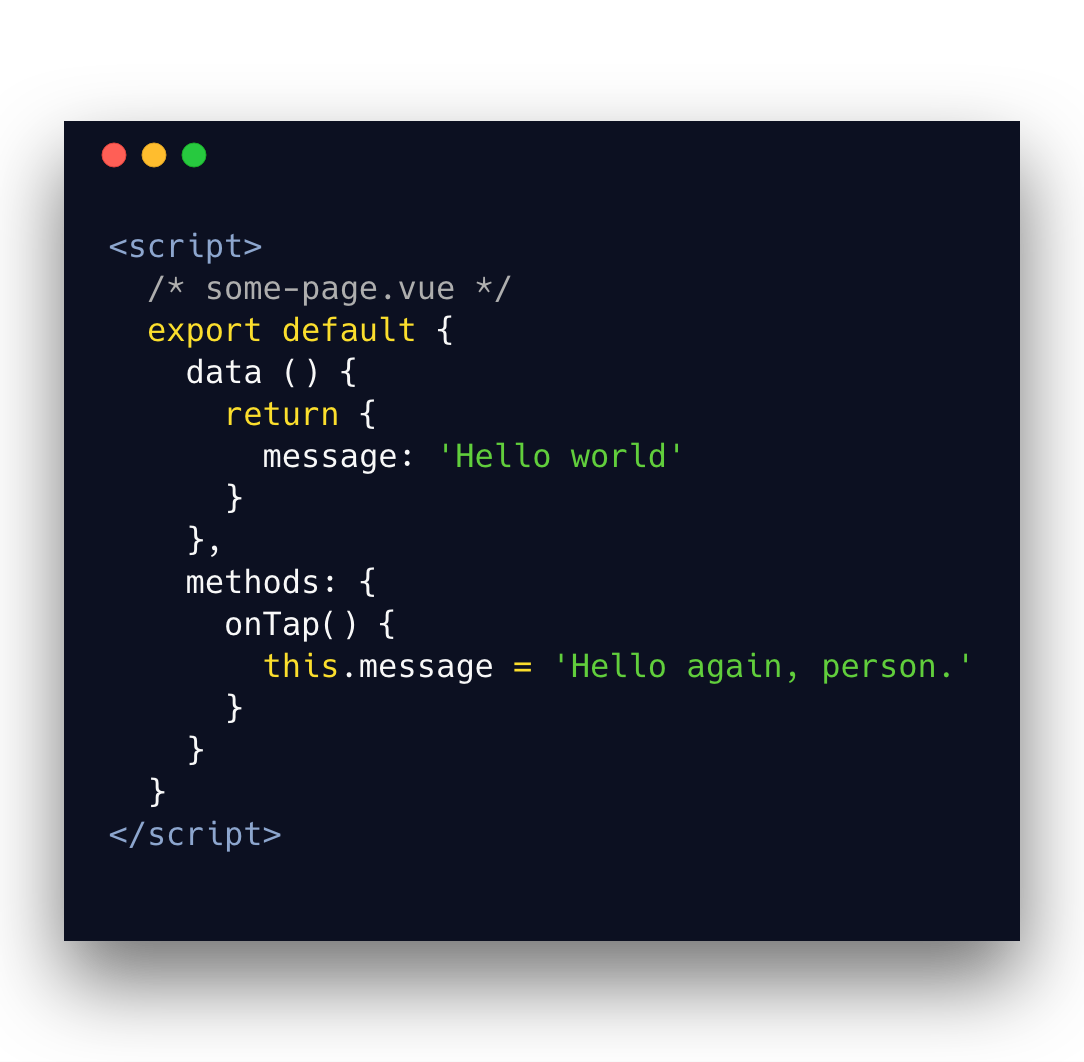 <script>
  /* some-page.vue */
  export default {
    data () {
      return {
        message: 'Hello world'
      }
    },
    methods: {
      onTap() {
        this.message = 'Hello again, person.'
      }
    }
  }
</script>